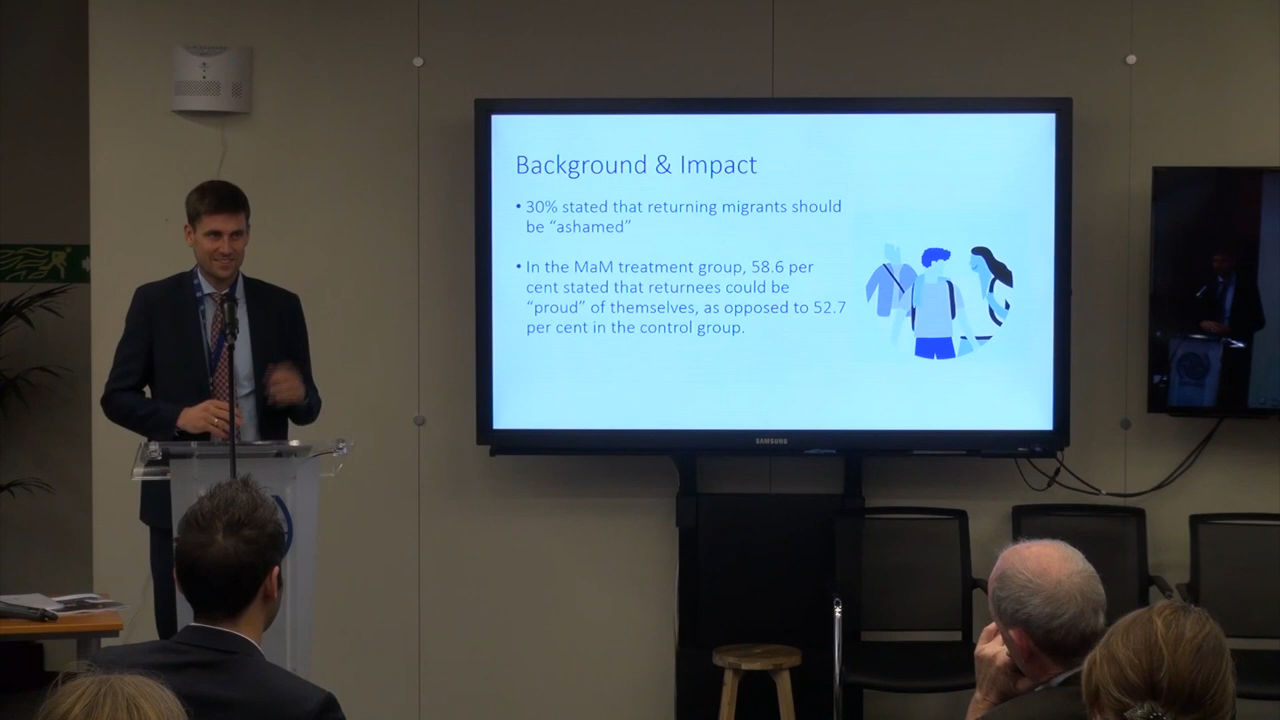 Background & Impact
• 30% stated that returning migrants should
be “ashamed”
• In the MaM treatment group, 58.6 per
cent stated that returnees could be
“proud” of themselves, as opposed to 52.7
per cent in the control group.
SAMSUNG